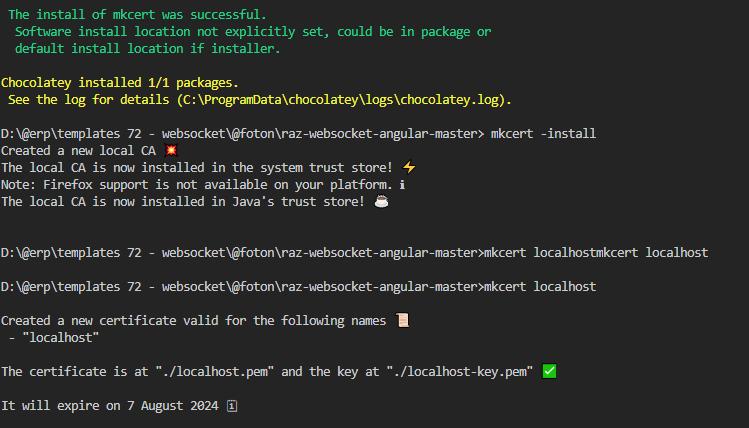 The install of mkcert was successful.
Software install location not explicitly set, could be in package or
default install location if installer.
Chocolatey installed 1/1 packages.
See the log for details (C:\ProgramData\chocolatey\logs\chocolatey.log).
D:\@erp\templates 72 - websocket\@foton\raz-websocket-angular-master> mkcert -install
Created a new local CA 💥
The local CA is now installed in the system trust store! ⚡
Note: Firefox support is not available on your platform. ℹ
The local CA is now installed in Java's trust store! ☕
D:\@erp\templates 72 - websocket\@foton\raz-websocket-angular-master>mkcert localhostmkcert localhost
D:\@erp\templates 72 - websocket\@foton\raz-websocket-angular-master>mkcert localhost
Created a new certificate valid for the following names 📜
- "localhost"
The certificate is at "./localhost.pem" and the key at "./localhost-key.pem" ✅
It will expire on 7 August 2024 🗓